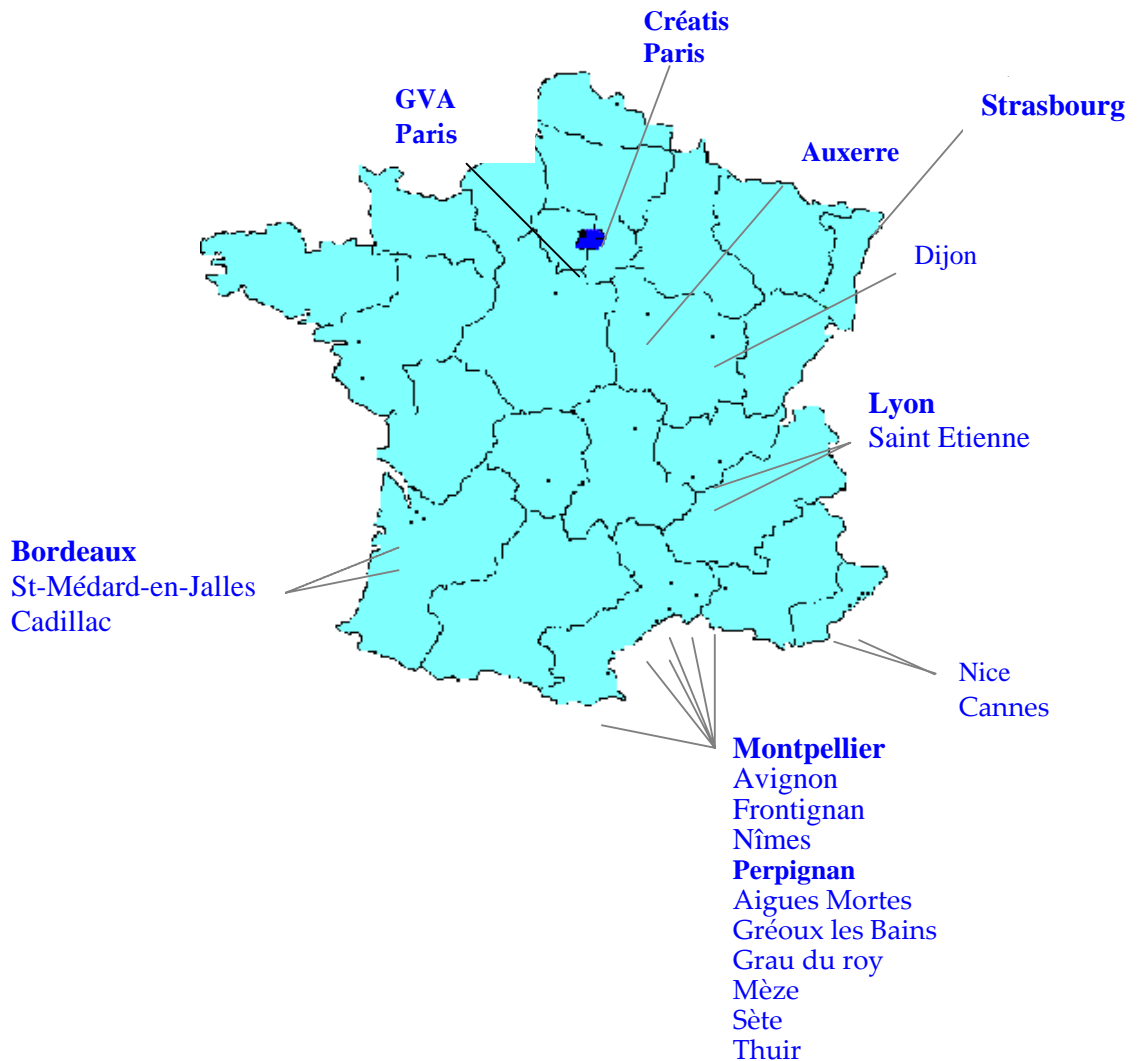 Créatis
Paris
GVA
Paris
Strasbourg
Auxerre
Dijon
Lyon
Saint Etienne
Bordeaux
St-Médard-en-Jalles
Cadillac
Nice
Cannes
Montpellier
Avignon
Frontignan
Nîmes
Perpignan
Aigues Mortes
Gréoux les Bains
Grau du roy
Mèze
Sète
Thuir